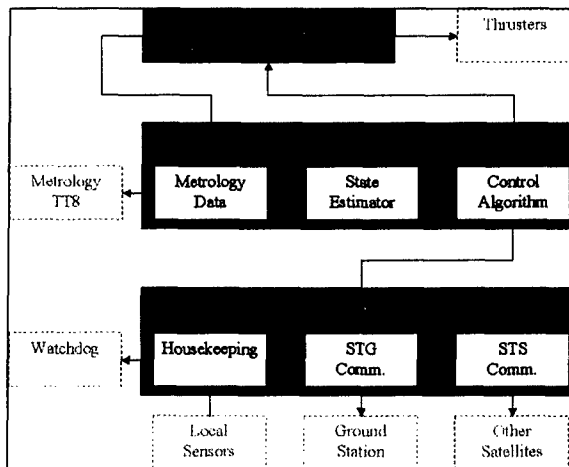 Thrusters
Metrology
TT8
Metrology
Data
State
Estimator
Control
Algorithm
Watchdog
Housekeeping
STG
Comm.
STS
Comm.
Local
Sensors
Ground
Station
Other
Satellites